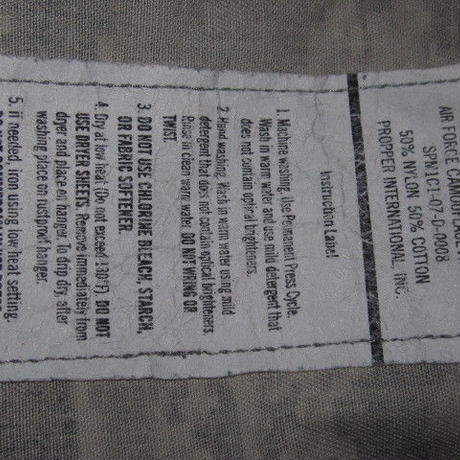 AIR FORCE CAMOUFLAGE
SPM1C1-07-D-0008
50% NYLON 50% COTTON
PROPPER INTERNATIONAL, INC.
Instruction Label
1. Machine washing. Use Permanent Press Cycle.
Wash in warm water and use mild detergent that
does not contain optical brighteners.
2. Hand washing. Wash in warm water using mild
detergent that does not contain optical brighteners.
Rinse in clean warm water. DO NOT WRING OR
TWIST.
3. DO NOT USE CHLORINE BLEACH, STARCH,
OR FABRIC SOFTENER.
4. Dry at low heat (Do not exceed 130°F). DO NOT
USE DRYER SHEETS. Remove immediately from
dryer and place on hanger. To drip dry, after
washing place on rustproof hanger.
5. If needed, iron using low heat setting.